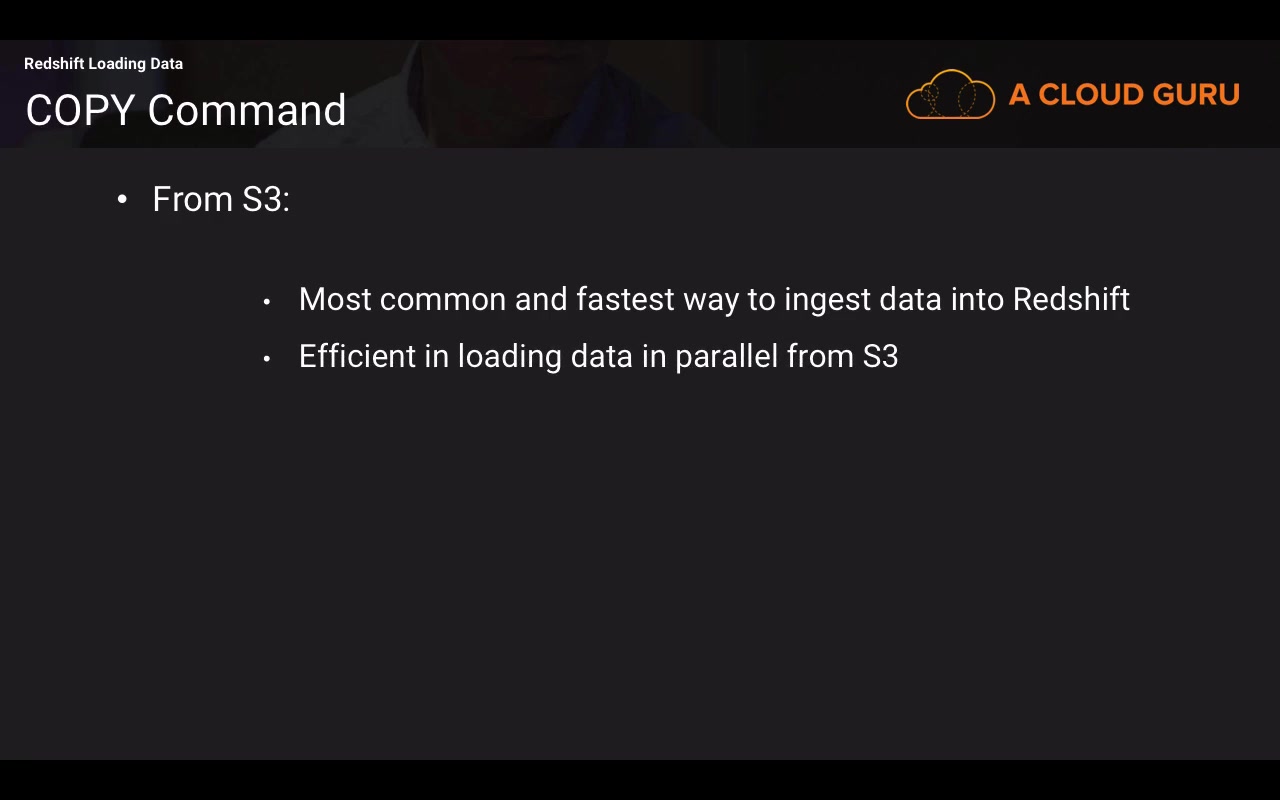 Redshift Loading Data
COPY Command
A CLOUD GURU
• From S3:
• Most common and fastest way to ingest data into Redshift
• Efficient in loading data in parallel from S3